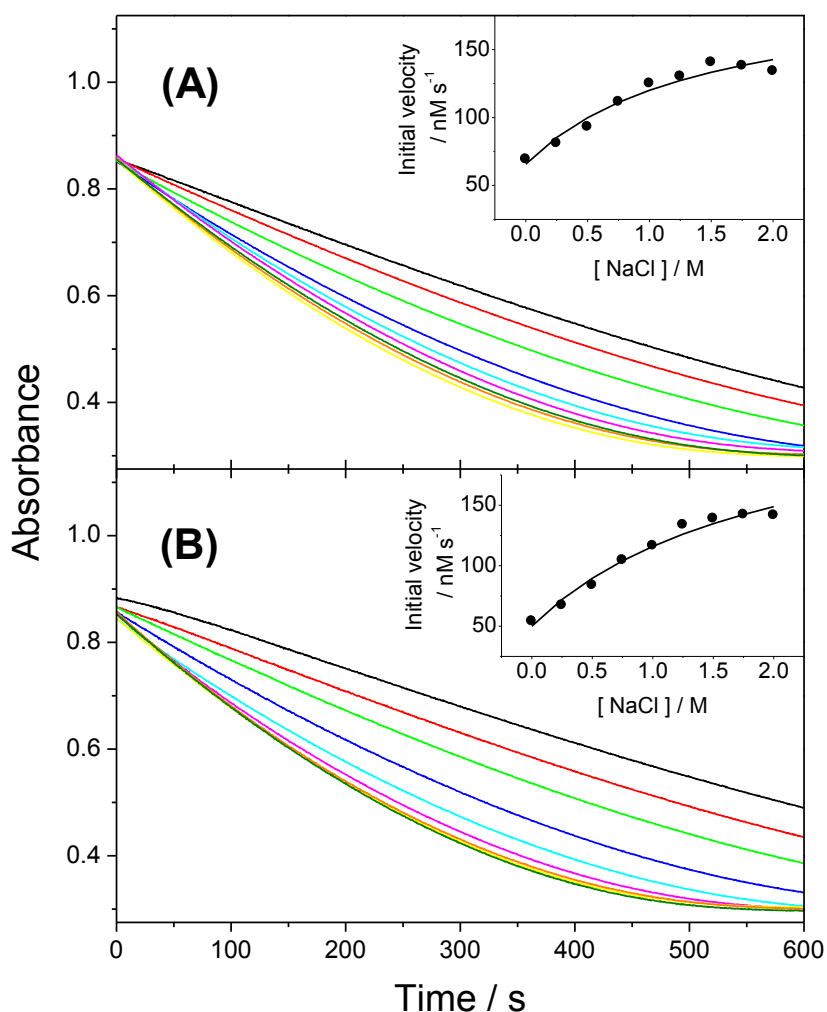 Absorbance
(A)
1.0
0.8
0.6
0.4
Initial velocity
/ nM s-1
150
100
50
0.0 0.5 1.0 1.5 2.0
[ NaCl ] / M
(B)
1.0
0.8
0.6
0.4
Initial velocity
/ nM s-1
150
100
50
0.0 0.5 1.0 1.5 2.0
[ NaCl ] / M
0 100 200 300 400 500 600
Time / s